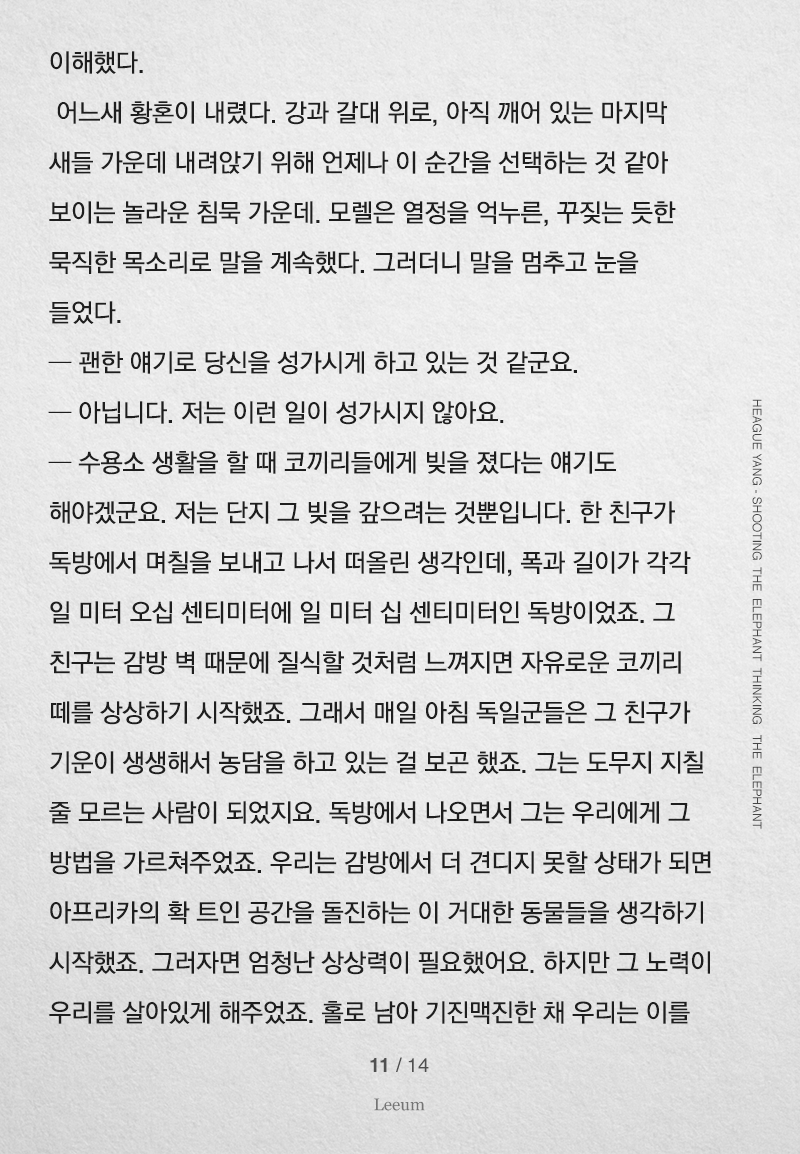 이해했다.
어느새 황혼이 내렸다. 강과 갈대 위로, 아직 깨어 있는 마지막
새들 가운데 내려앉기 위해 언제나 이 순간을 선택하는 것 같아
보이는 놀라운 침묵 가운데. 모렐은 열정을 억누른, 꾸짖는 듯한
묵직한 목소리로 말을 계속했다. 그러더니 말을 멈추고 눈을
들었다.
— 괜한 얘기로 당신을 성가시게 하고 있는 것 같군요.
— 아닙니다. 저는 이런 일이 성가시지 않아요.
— 수용소 생활을 할 때 코끼리들에게 빚을 졌다는 얘기도
해야겠군요. 저는 단지 그 빚을 갚으려는 것뿐입니다. 한 친구가
독방에서 며칠을 보내고 나서 떠올린 생각인데, 폭과 길이가 각각
일 미터 오십 센티미터에 일 미터 십 센티미터인 독방이었죠. 그
친구는 감방 벽 때문에 질식할 것처럼 느껴지면 자유로운 코끼리
떼를 상상하기 시작했죠. 그래서 매일 아침 독일군들은 그 친구가
기운이 생생해서 농담을 하고 있는 걸 보곤 했죠. 그는 도무지 지칠
줄 모르는 사람이 되었지요. 독방에서 나오면서 그는 우리에게 그
방법을 가르쳐주었죠. 우리는 감방에서 더 견디지 못할 상태가 되면
아프리카의 확 트인 공간을 돌진하는 이 거대한 동물들을 생각하기
시작했죠. 그러자면 엄청난 상상력이 필요했어요. 하지만 그 노력이
우리를 살아있게 해주었죠. 홀로 남아 기진맥진한 채 우리는 이를
11 / 14
Leeum
HEAGUE YANG - SHOOTING THE ELEPHANT THINKING THE ELEPHANT